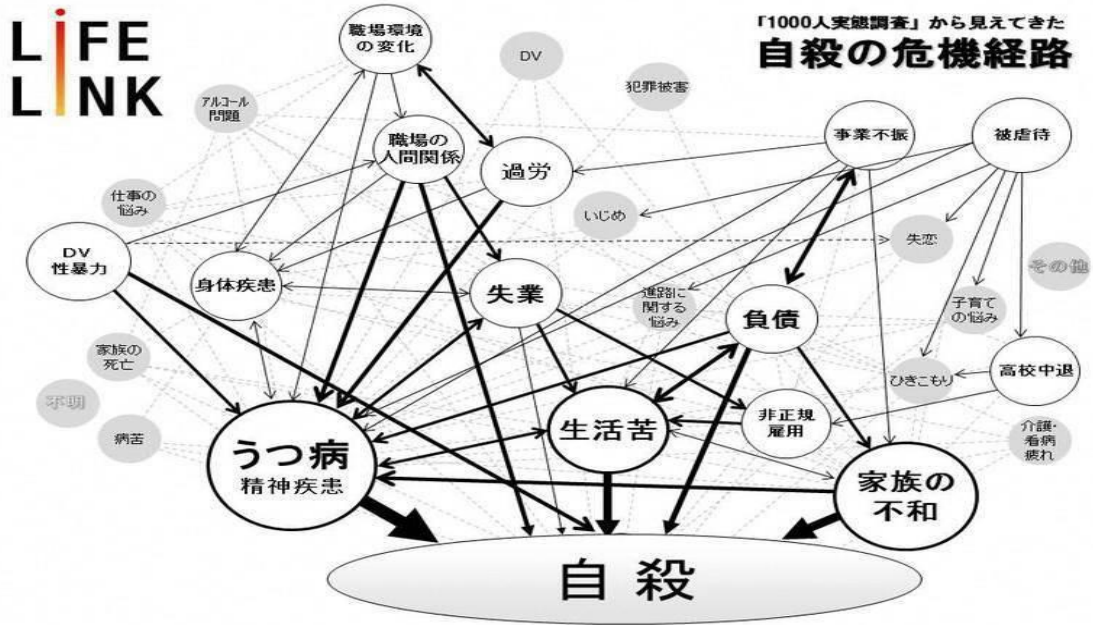 LiFE
LINK
「1000人実態調査」から見えてきた
自殺の危機経路
職場環境
の変化
DV
犯罪被害
アルコール
問題
職場の
人間関係
過労
事業不振
被虐待
仕事の
悩み
いじめ
失恋
DV
性暴力
身体疾患
失業
進路に
関する
悩み
負債
子育て
の悩み
その他
家族の
死亡
ひきこもり
高校中退
不明
病苦
うつ病
精神疾患
生活苦
非正規
雇用
家族の
不和
介護・
看病
疲れ
自殺